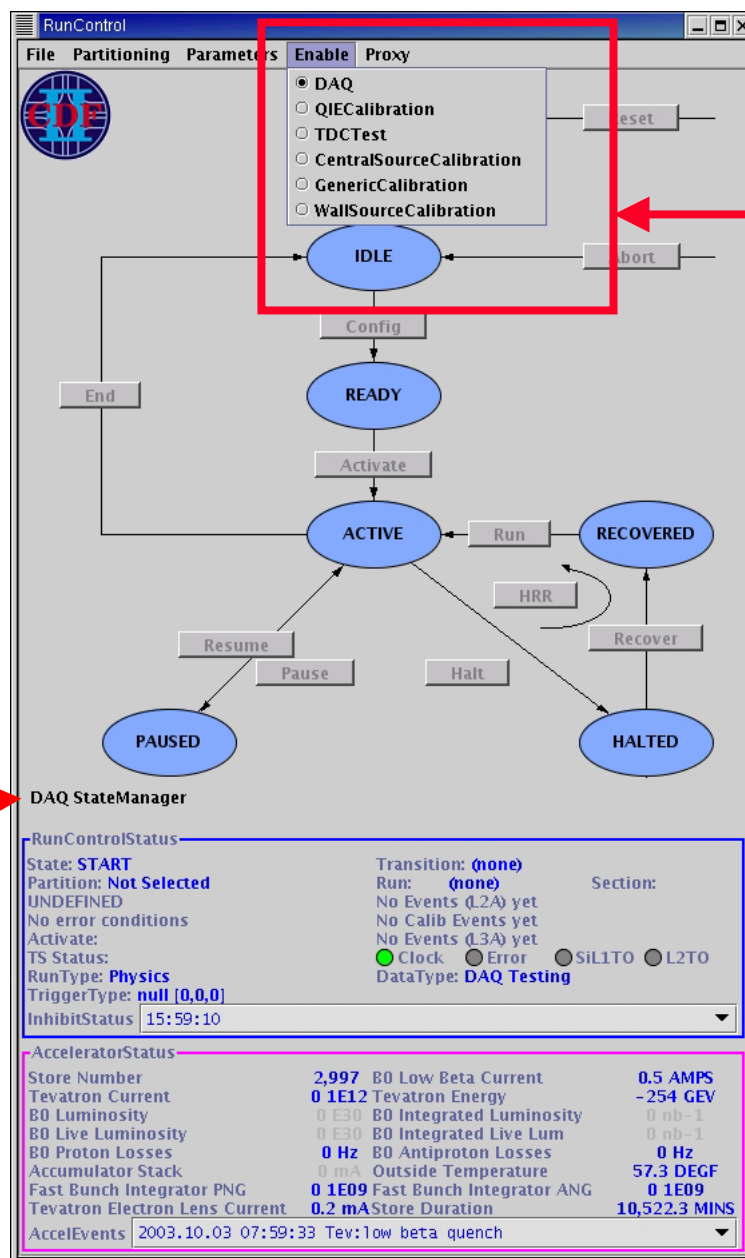 RunControl
File Partitioning Parameters Enable Proxy
CDF
II
DAQ
QIECalibration
TDCTest
CentralSourceCalibration
GenericCalibration
WallSourceCalibration
Reset
IDLE
Abort
Config
End
READY
Activate
ACTIVE
Run
RECOVERED
HRR
Resume
Recover
Pause
Halt
PAUSED
HALTED
DAQ StateManager
RunControlStatus
State: START Transition: (none)
Partition: Not Selected Run: (none) Section:
UNDEFINED No Events (L2A) yet
No error conditions No Calib Events yet
Activate: No Events (L3A) yet
TS Status: Clock Error SiL1TO L2TO
RunType: Physics DataType: DAQ Testing
TriggerType: null [0,0,0]
InhibitStatus 15:59:10
AcceleratorStatus
Store Number 2,997 B0 Low Beta Current 0.5 AMPS
Tevatron Current 0 1E12 Tevatron Energy -254 GEV
B0 Luminosity 0 E30 B0 Integrated Luminosity 0 nb-1
B0 Live Luminosity 0 E30 B0 Integrated Live Lum 0 nb-1
B0 Proton Losses 0 Hz B0 Antiproton Losses 0 Hz
Accumulator Stack 0 mA Outside Temperature 57.3 DEGF
Fast Bunch Integrator PNG 0 1E09 Fast Bunch Integrator ANG 0 1E09
Tevatron Electron Lens Current 0.2 mA Store Duration 10,522.3 MINS
AccelEvents 2003.10.03 07:59:33 Tev:low beta quench